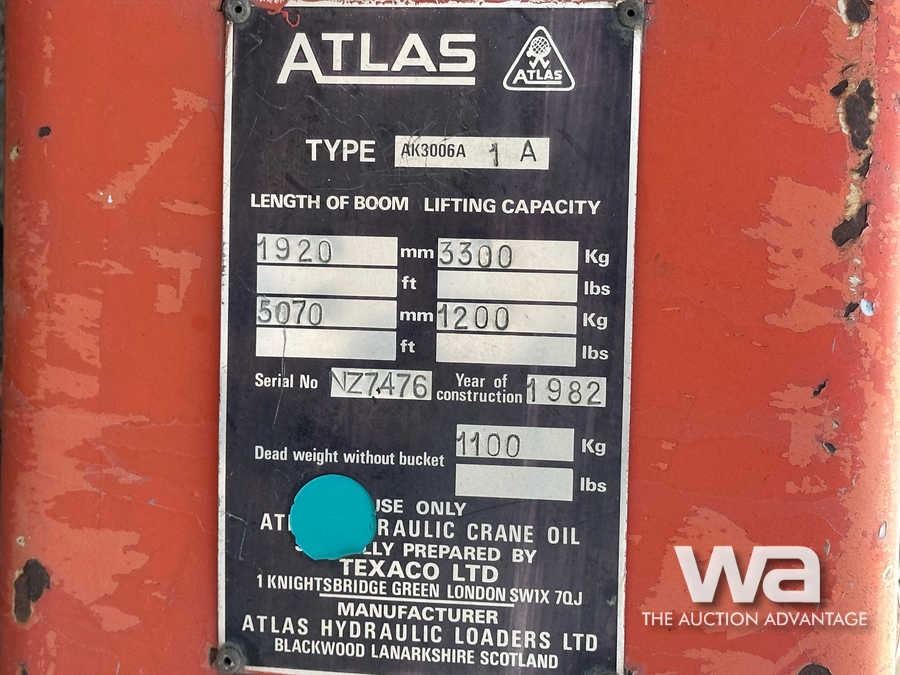 ATLAS
ATLAS
TYPE AK3006A 1 A
LENGTH OF BOOM LIFTING CAPACITY
1920 mm 3300 Kg
ft lbs
5070 mm 1200 Kg
ft lbs
Serial No NZ7476 Year of construction 1982
Dead weight without bucket 1100 Kg
lbs
USE ONLY
CRANE OIL
PREPARED BY
TEXACO LTD
1 KNIGHTSBRIDGE GREEN LONDON SW1X 7QJ
MANUFACTURER
ATLAS HYDRAULIC LOADERS LTD
BLACKWOOD LANARKSHIRE SCOTLAND
wa
THE AUCTION ADVANTAGE